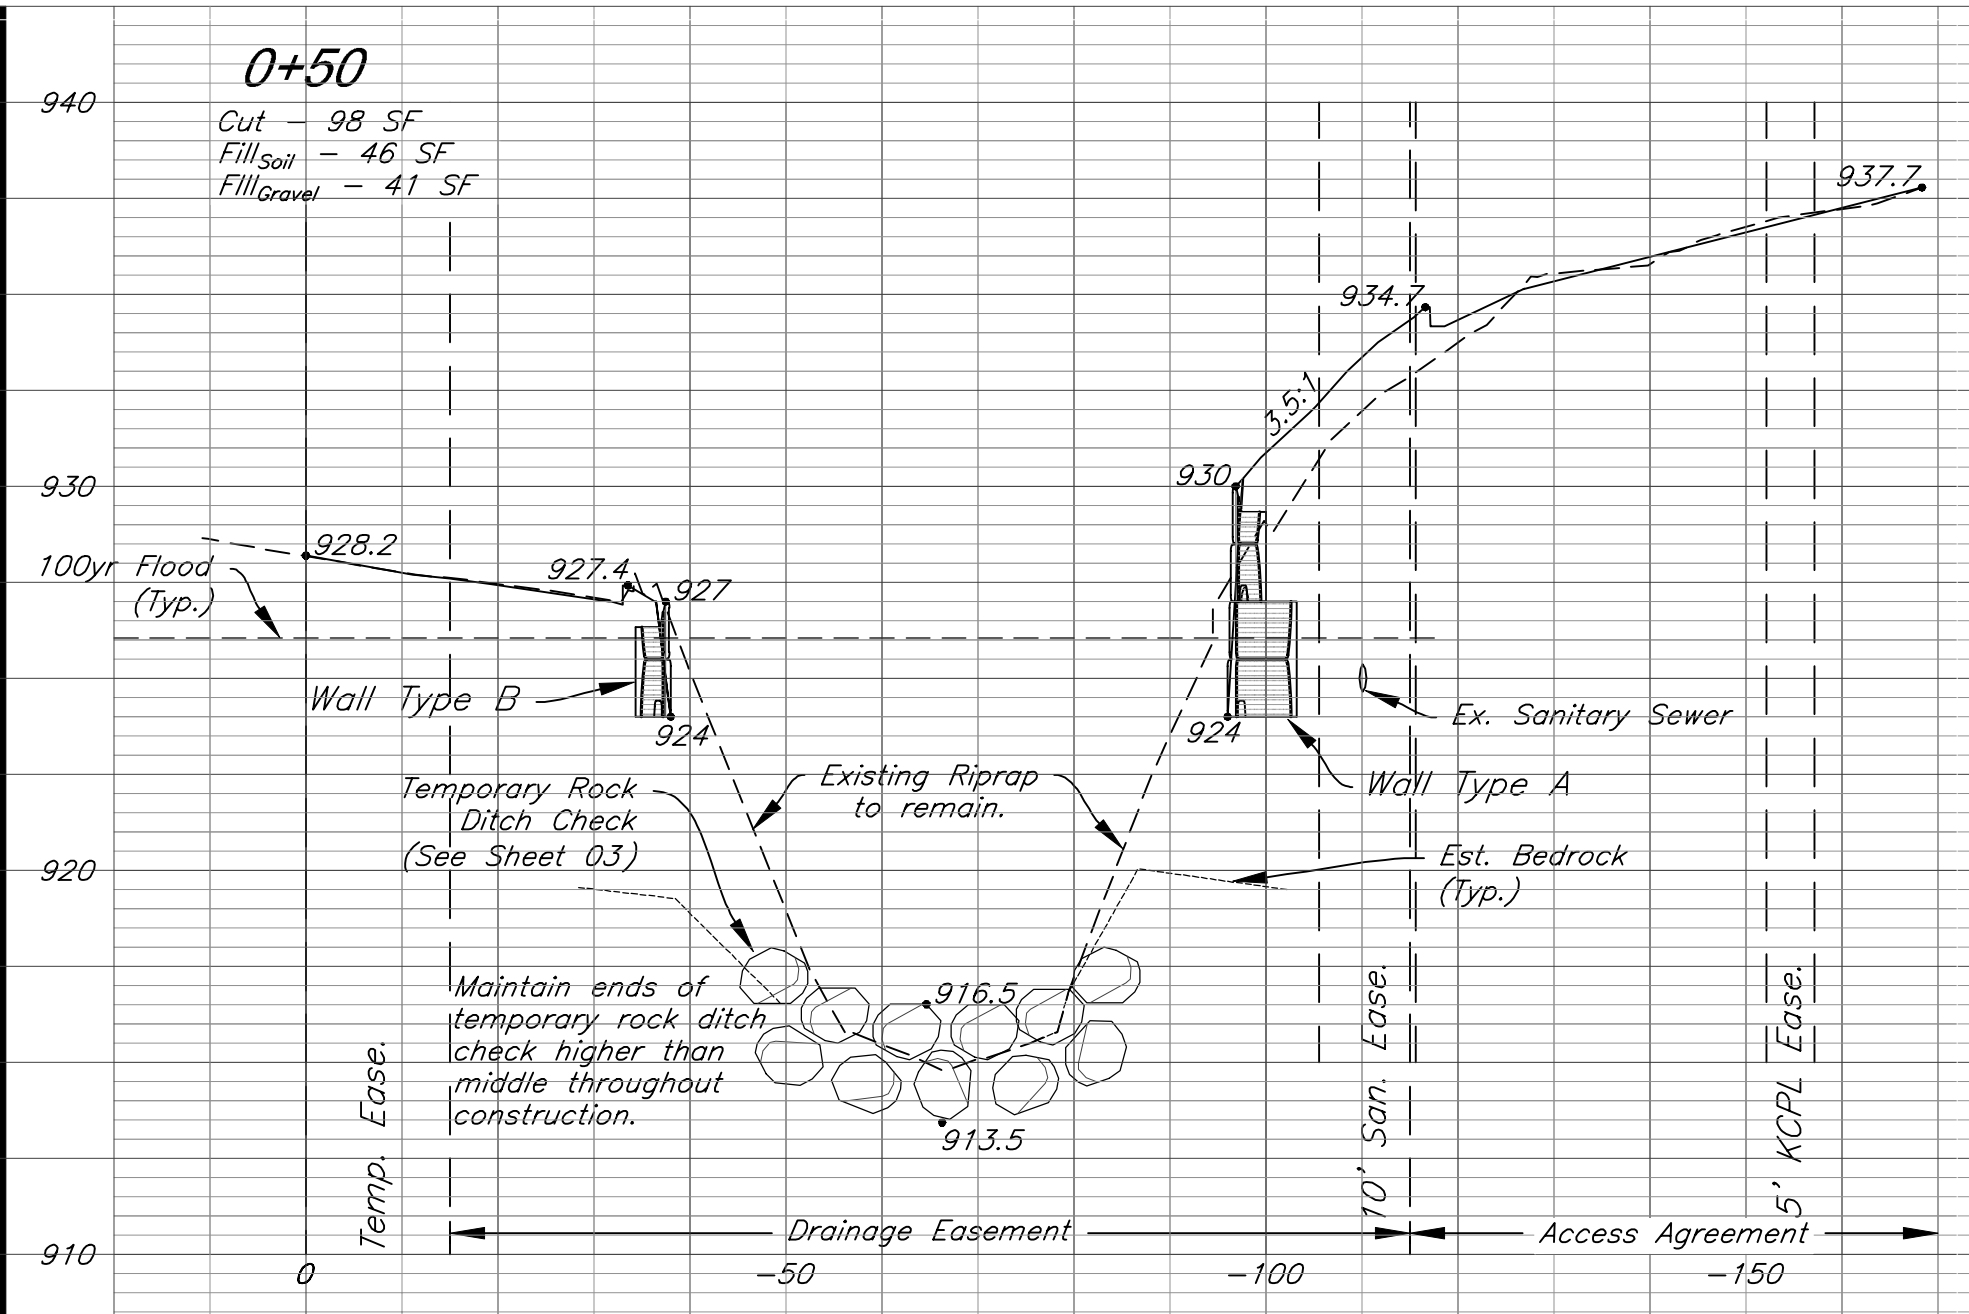 0+50
Cut - 98 SF
FillSoil - 46 SF
FIllGravel - 41 SF
940
937.7
934.7
3.5:1
930
930
928.2
927.4
927
100yr Flood
(Typ.)
Wall Type B
924
924
Ex. Sanitary Sewer
Wall Type A
Temporary Rock
Ditch Check
(See Sheet 03)
Existing Riprap
to remain.
920
Est. Bedrock
(Typ.)
Maintain ends of
temporary rock ditch
check higher than
middle throughout
construction.
916.5
913.5
Temp. Ease.
10' San. Ease.
5' KCPL Ease.
Drainage Easement
Access Agreement
910
0
-50
-100
-150